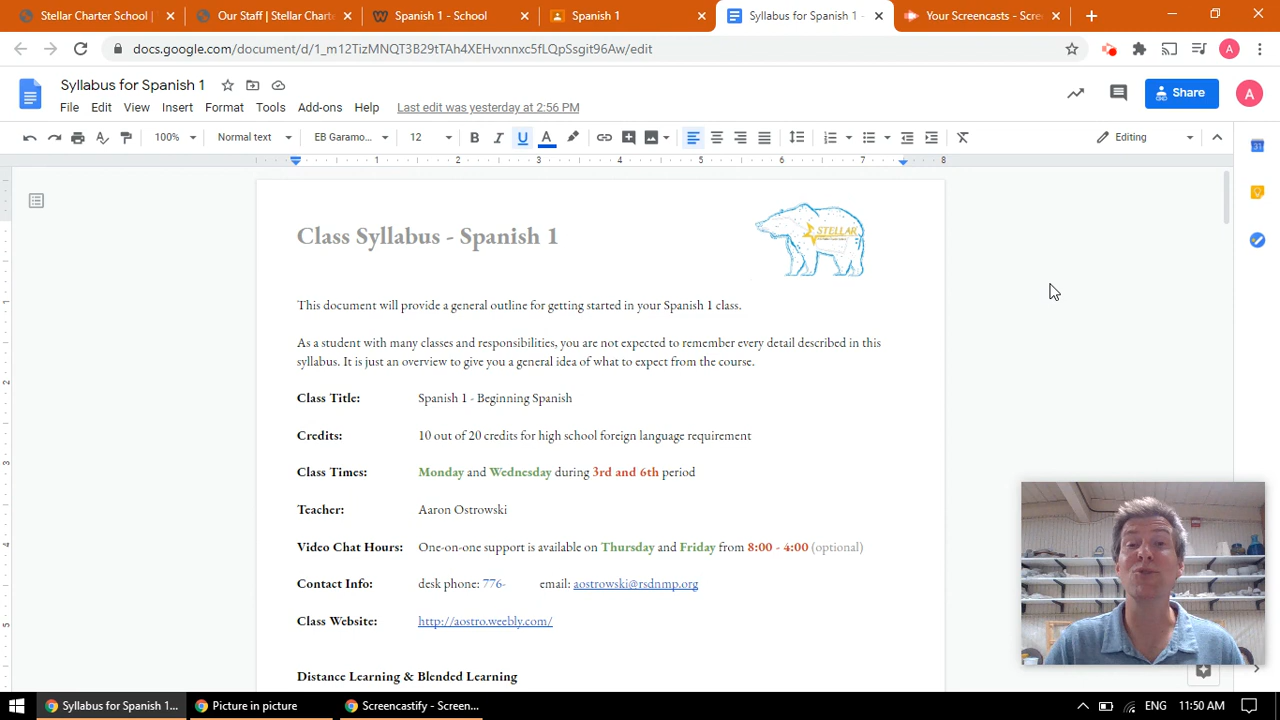 Stellar Charter School |
Our Staff | Stellar Charte
Spanish 1 - School
Spanish 1
Syllabus for Spanish 1 -
Your Screencasts - Scree
docs.google.com/document/d/1_m12TizMNQT3B29tTAh4XEHvxnnxc5fLQpSsgit96Aw/edit
A
Syllabus for Spanish 1
Share
A
File Edit View Insert Format Tools Add-ons Help Last edit was yesterday at 2:56 PM
100% Normal text EB Garamo... 12 B I U A Editing
1 2 3 4 5 6 7 8
Class Syllabus - Spanish 1
STELLAR
This document will provide a general outline for getting started in your Spanish 1 class.
As a student with many classes and responsibilities, you are not expected to remember every detail described in this
syllabus. It is just an overview to give you a general idea of what to expect from the course.
Class Title: Spanish 1 - Beginning Spanish
Credits: 10 out of 20 credits for high school foreign language requirement
Class Times: Monday and Wednesday during 3rd and 6th period
Teacher: Aaron Ostrowski
Video Chat Hours: One-on-one support is available on Thursday and Friday from 8:00 - 4:00 (optional)
Contact Info: desk phone: 776- email: aostrowski@rsdnmp.org
Class Website: http://aostro.weebly.com/
Distance Learning & Blended Learning
Syllabus for Spanish 1...
Picture in picture
Screencastify - Screen...
ENG 11:50 AM